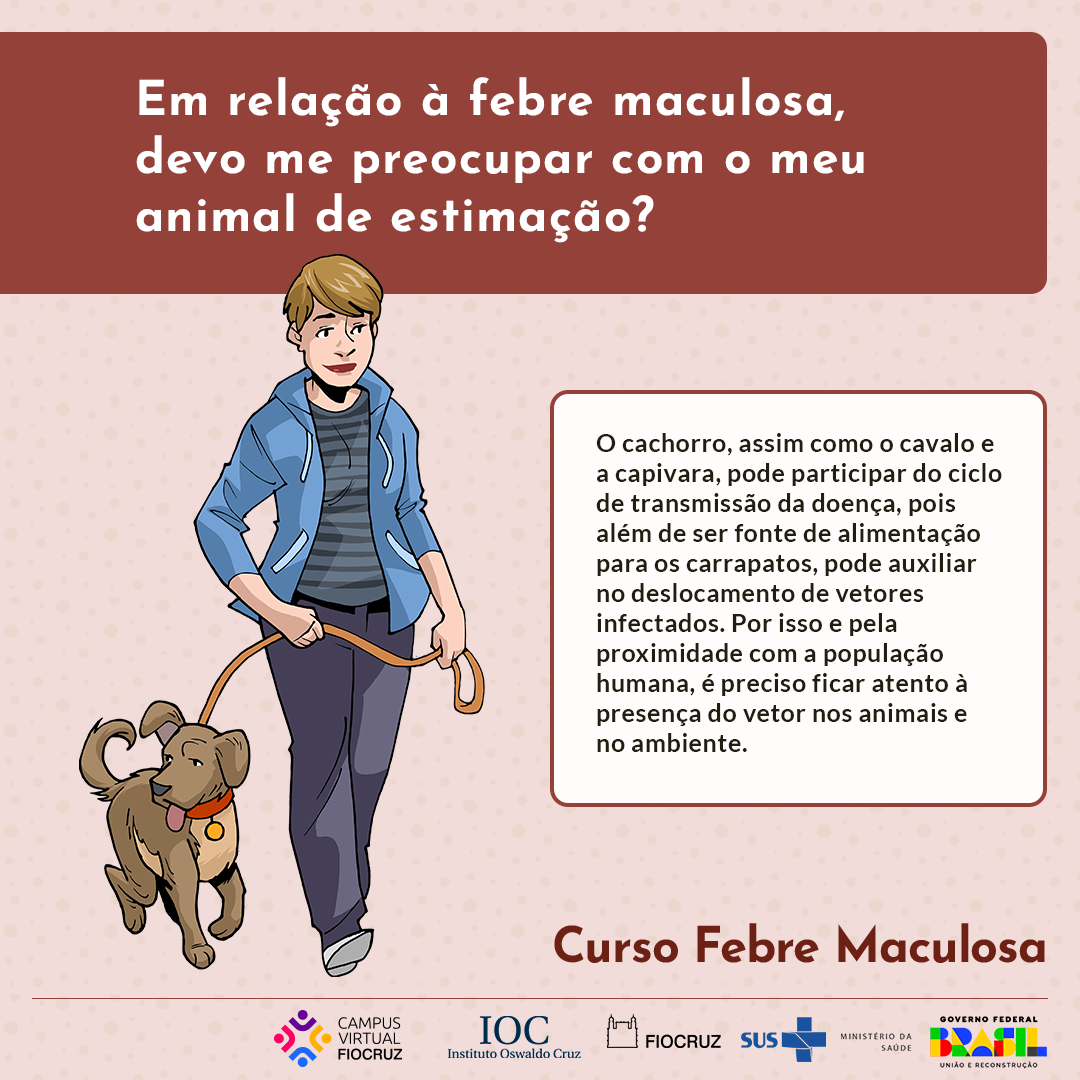 Em relação à febre maculosa,
devo me preocupar com o meu
animal de estimação?
O cachorro, assim como o cavalo e
a capivara, pode participar do ciclo
de transmissão da doença, pois
além de ser fonte de alimentação
para os carrapatos, pode auxiliar
no deslocamento de vetores
infectados. Por isso e pela
proximidade com a população
humana, é preciso ficar atento à
presença do vetor nos animais e
no ambiente.
Curso Febre Maculosa
CAMPUS
VIRTUAL
FIOCRUZ
IOC
Instituto Oswaldo Cruz
FIOCRUZ
SUS
MINISTÉRIO DA
SAÚDE
GOVERNO FEDERAL
BRASIL
UNIÃO E RECONSTRUÇÃO